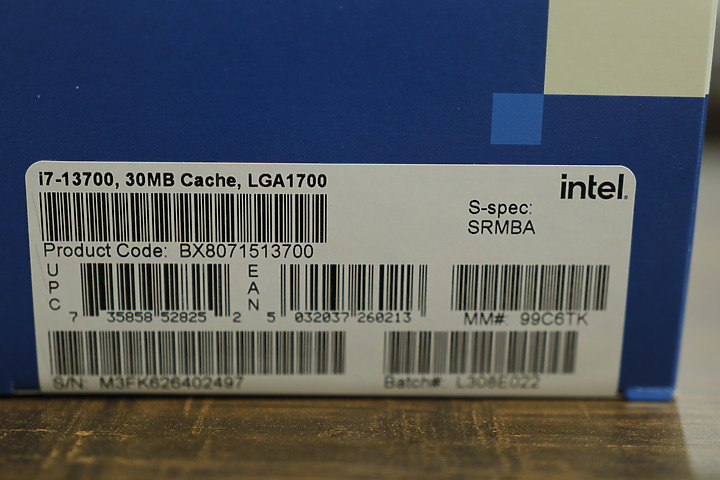 i7-13700, 30MB Cache, LGA1700
intel.
S-spec:
SRMBA
Product Code: BX8071513700
UPC
7 35858 52825 2
EAN
5 032037 260213
MM#: 99C6TK
S/N: M3FK626402497
Batch#: L308E022